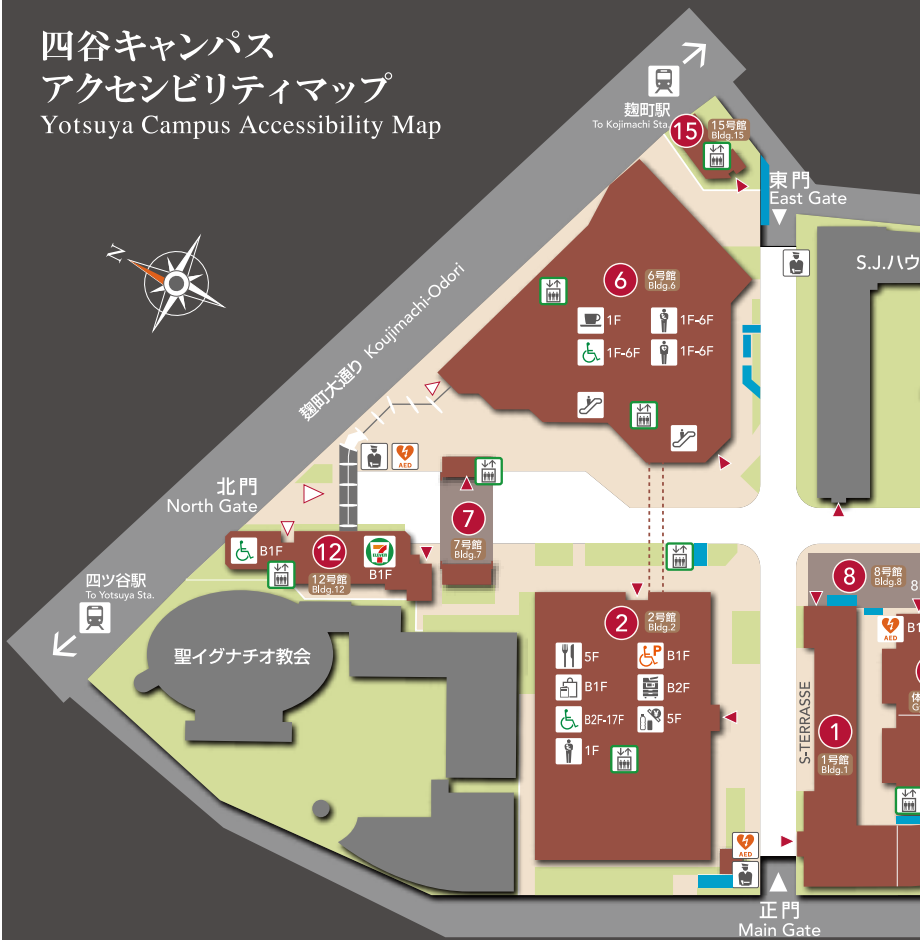 四谷キャンパス
アクセシビリティマップ
Yotsuya Campus Accessibility Map
麹町駅
To Kojimachi Sta.
15
15号館
Bldg.15
東門
East Gate
N
S.J.ハウ
6
6号館
Bldg.6
1F
1F-6F
1F-6F
1F-6F
麹町大通り Koujimachi-Odori
AED
北門
North Gate
7
7号館
Bldg.7
B1F
12
12号館
Bldg.12
7
ELEVEN
B1F
四ツ谷駅
To Yotsuya Sta.
聖イグナチオ教会
2
2号館
Bldg.2
5F
P
B1F
B1F
B2F
B2F-17F
5F
1F
8
8号館
Bldg.8
8
AED
B1
体
G
S-TERRASSE
1
1号館
Bldg.1
AED
正門
Main Gate